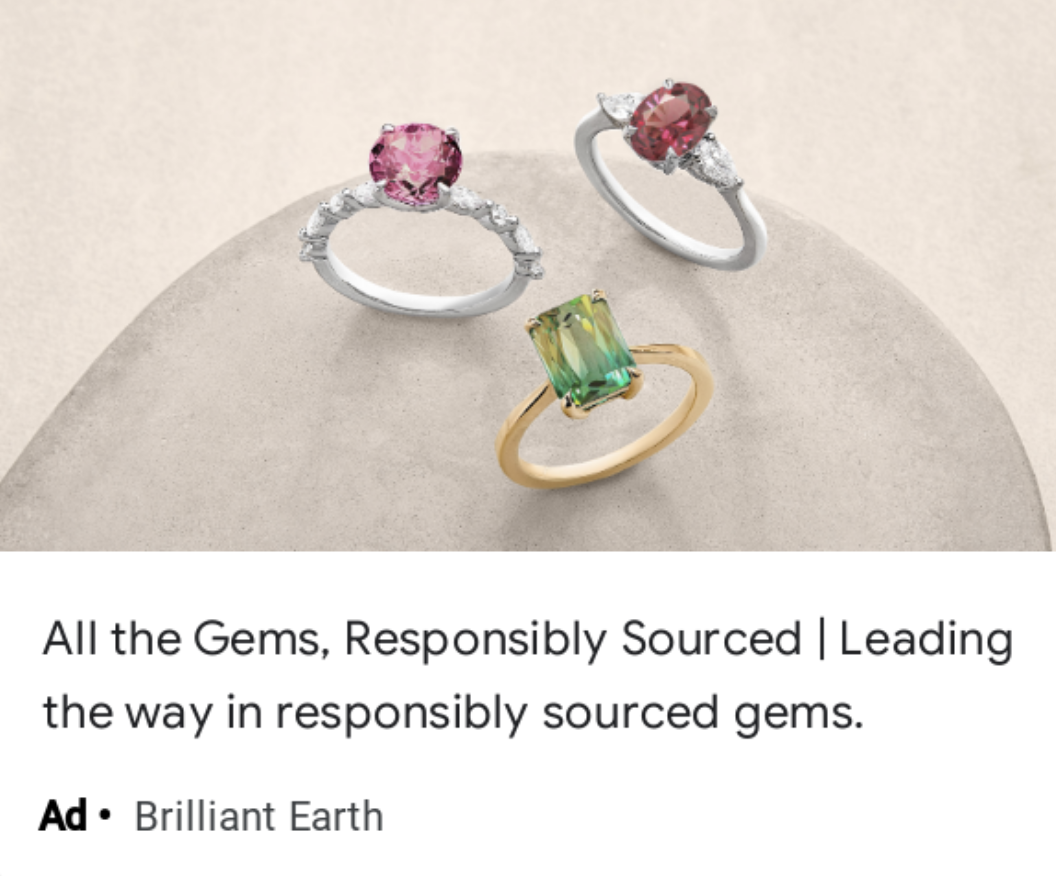 All the Gems, Responsibly Sourced | Leading
the way in responsibly sourced gems.
Ad • Brilliant Earth